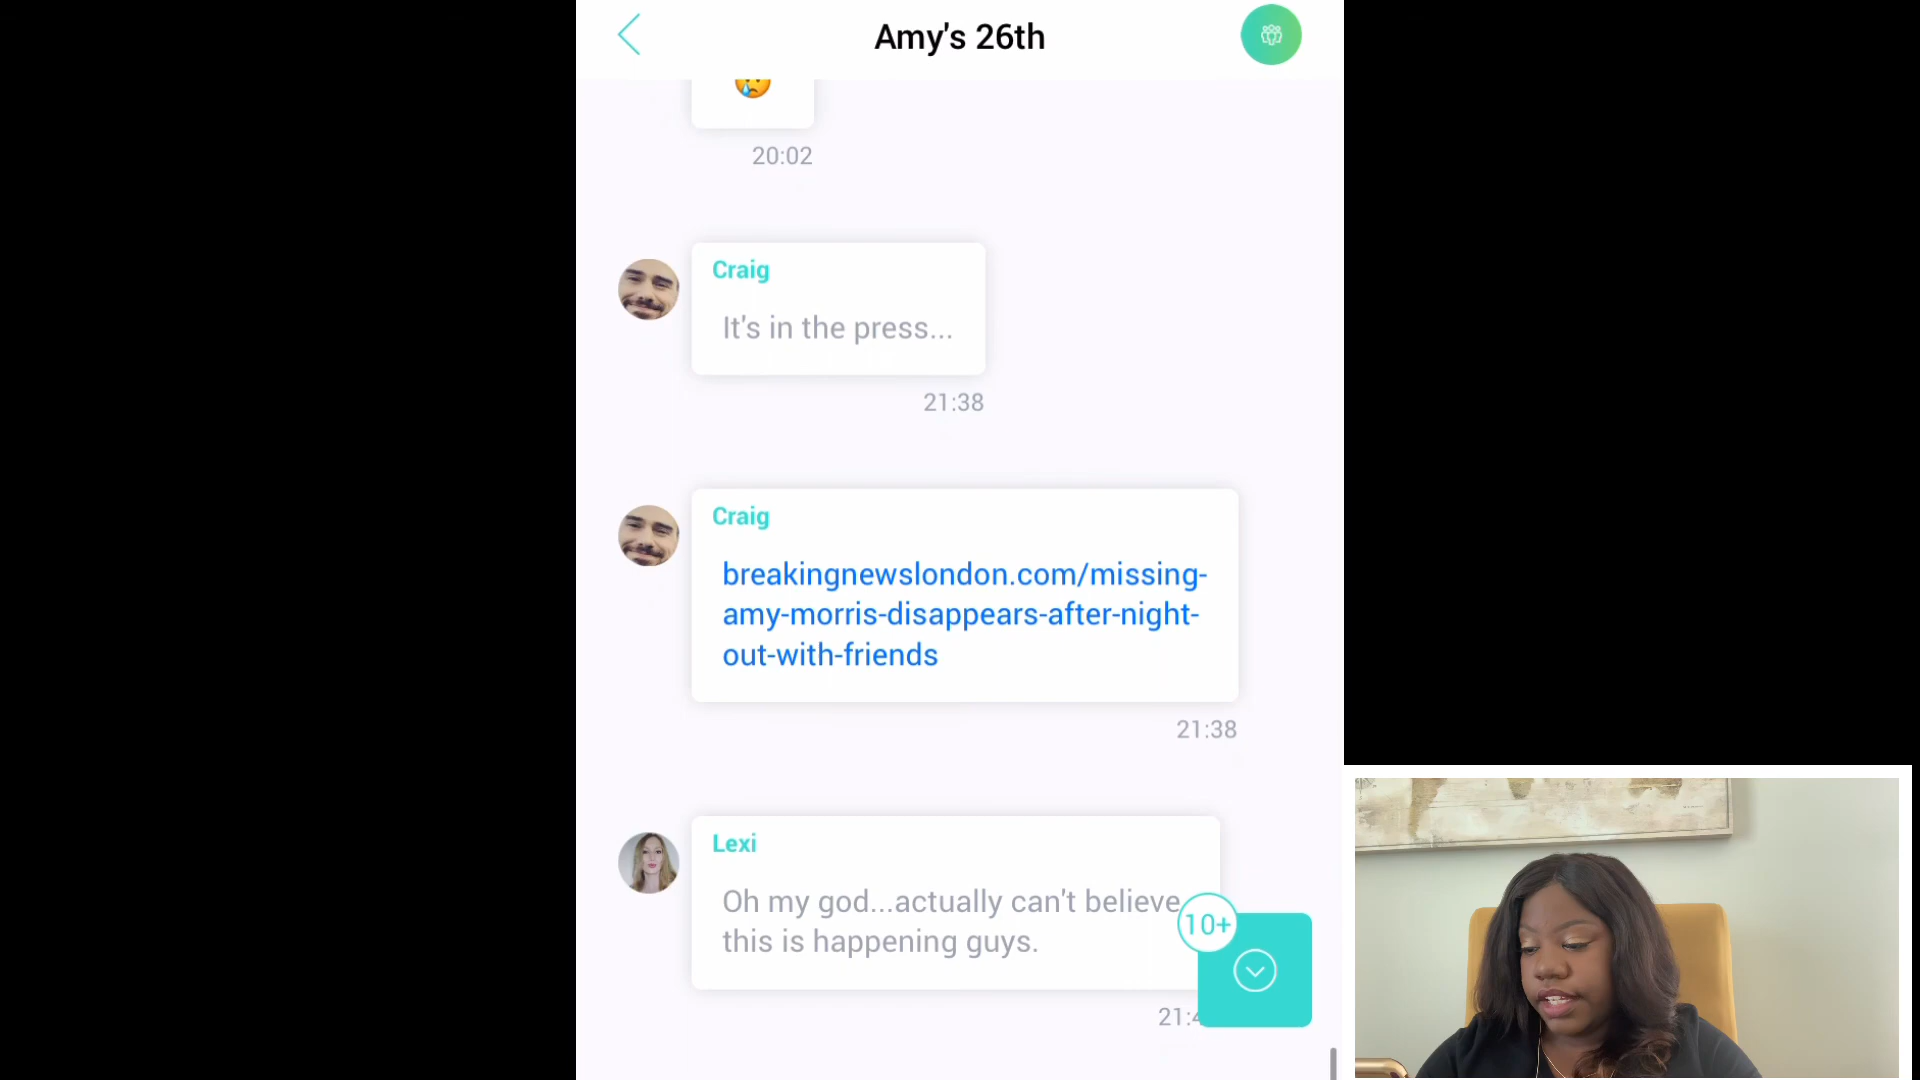 Amy's 26th
20:02
Craig
It's in the press...
21:38
Craig
breakingnewslondon.com/missing-
amy-morris-disappears-after-night-
out-with-friends
21:38
Lexi
Oh my god...actually can't believe
this is happening guys.
10+